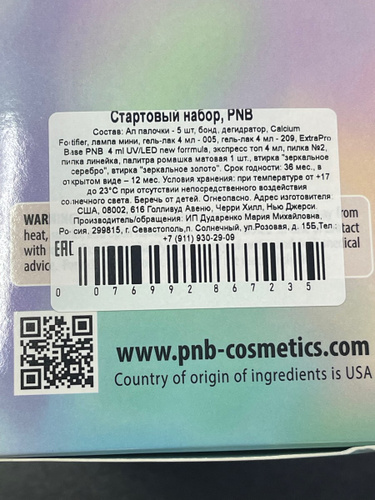 Стартовый набор, PNB
Состав: Ап палочки - 5 шт, бонд, дегидратор, Calcium
Fortifier, лампа мини, гель-лак 4 мл - 005, гель-лак 4 мл - 209, ExtraPro
Base PNB 4 ml UV/LED new formula, экспресс топ 4 мл, пилка №2,
пилка линейка, палитра ромашка матовая 1 шт., втирка "зеркальное
серебро", втирка "зеркальное золото". Срок годности: 36 мес., в
открытом виде – 12 мес. Условия хранения: при температуре от +17
до 23°C при отсутствии непосредственного воздействия
солнечного света. Беречь от детей. Огнеопасно. Адрес изготовителя
США, 08002, 616 Голливуд Авеню, Черри Хилл, Нью Джерси.
Производитель/обращения: ИП Дударенко Мария Михайловна,
Россия, 299815, г. Севастополь,п. Солнечный, ул.Розовая, д. 155,Тел.:
+7 (911) 930-29-09
WARN
heat,
with
advice.
from
contact
medical
EAC
0 076992 867235
www.pnb-cosmetics.com
Country of origin of ingredients is USA